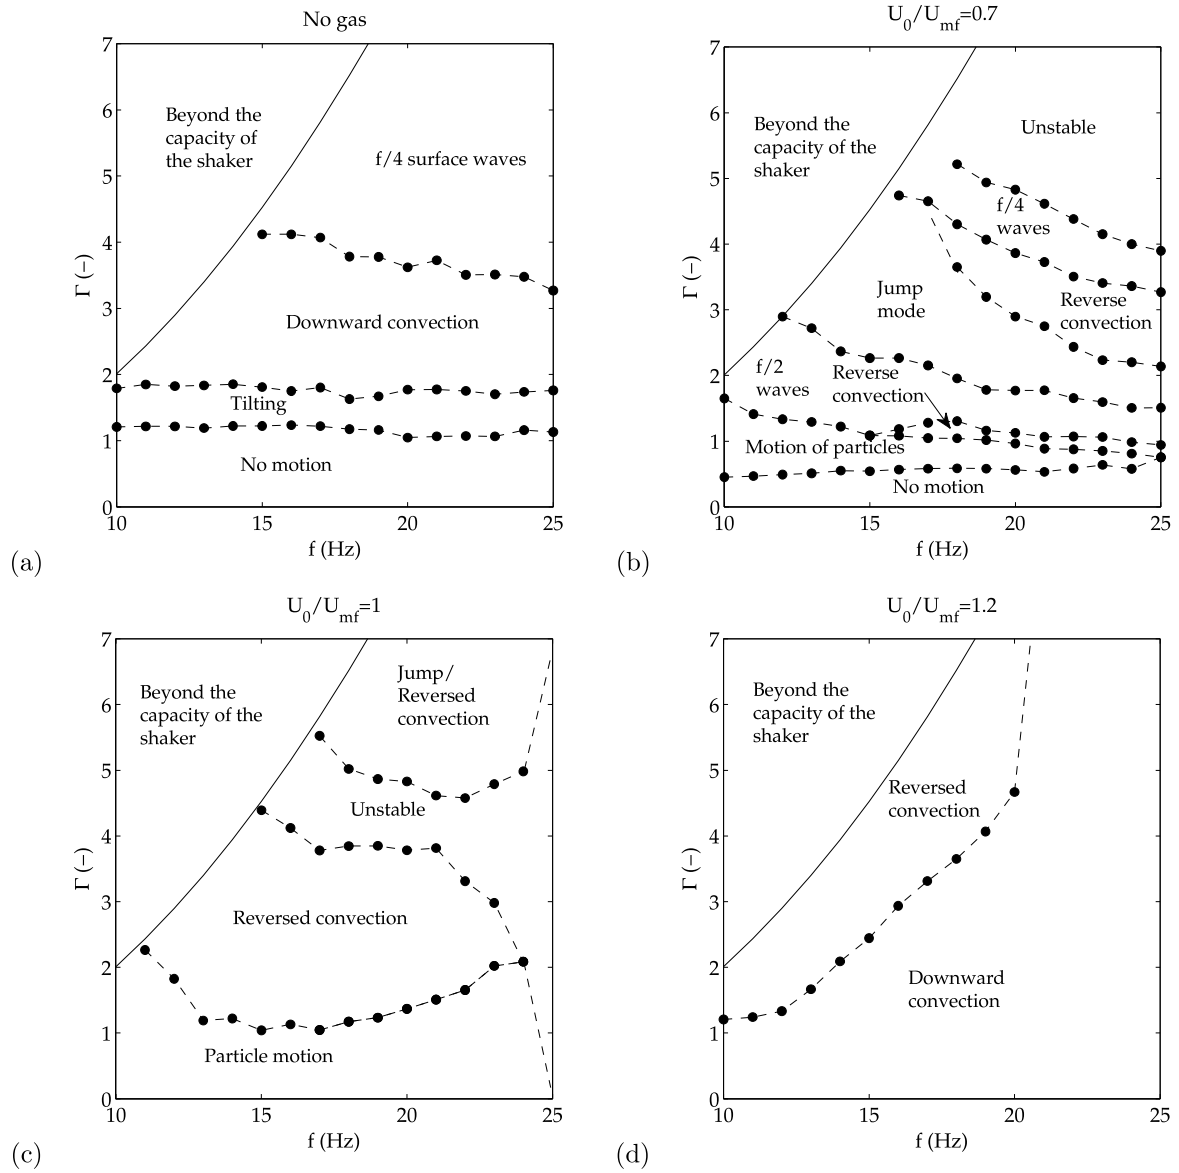 No gas
7
6
5
4
3
2
1
0
Γ (−)
Beyond the
capacity of
the shaker
f/4 surface waves
Downward convection
Tilting
No motion
10
15
20
25
f (Hz)
(a)
U0/Umf=0.7
7
6
5
4
3
2
1
0
Γ (−)
Beyond the
capacity of the
shaker
Unstable
f/4
waves
Jump
mode
Reverse
convection
f/2
waves
Reverse
convection
Motion of particles
No motion
10
15
20
25
f (Hz)
(b)
U0/Umf=1
7
6
5
4
3
2
1
0
Γ (−)
Beyond the
capacity of the
shaker
Jump/
Reversed
convection
Unstable
Reversed convection
Particle motion
10
15
20
25
f (Hz)
(c)
U0/Umf=1.2
7
6
5
4
3
2
1
0
Γ (−)
Beyond the
capacity of the
shaker
Reversed
convection
Downward
convection
10
15
20
25
f (Hz)
(d)